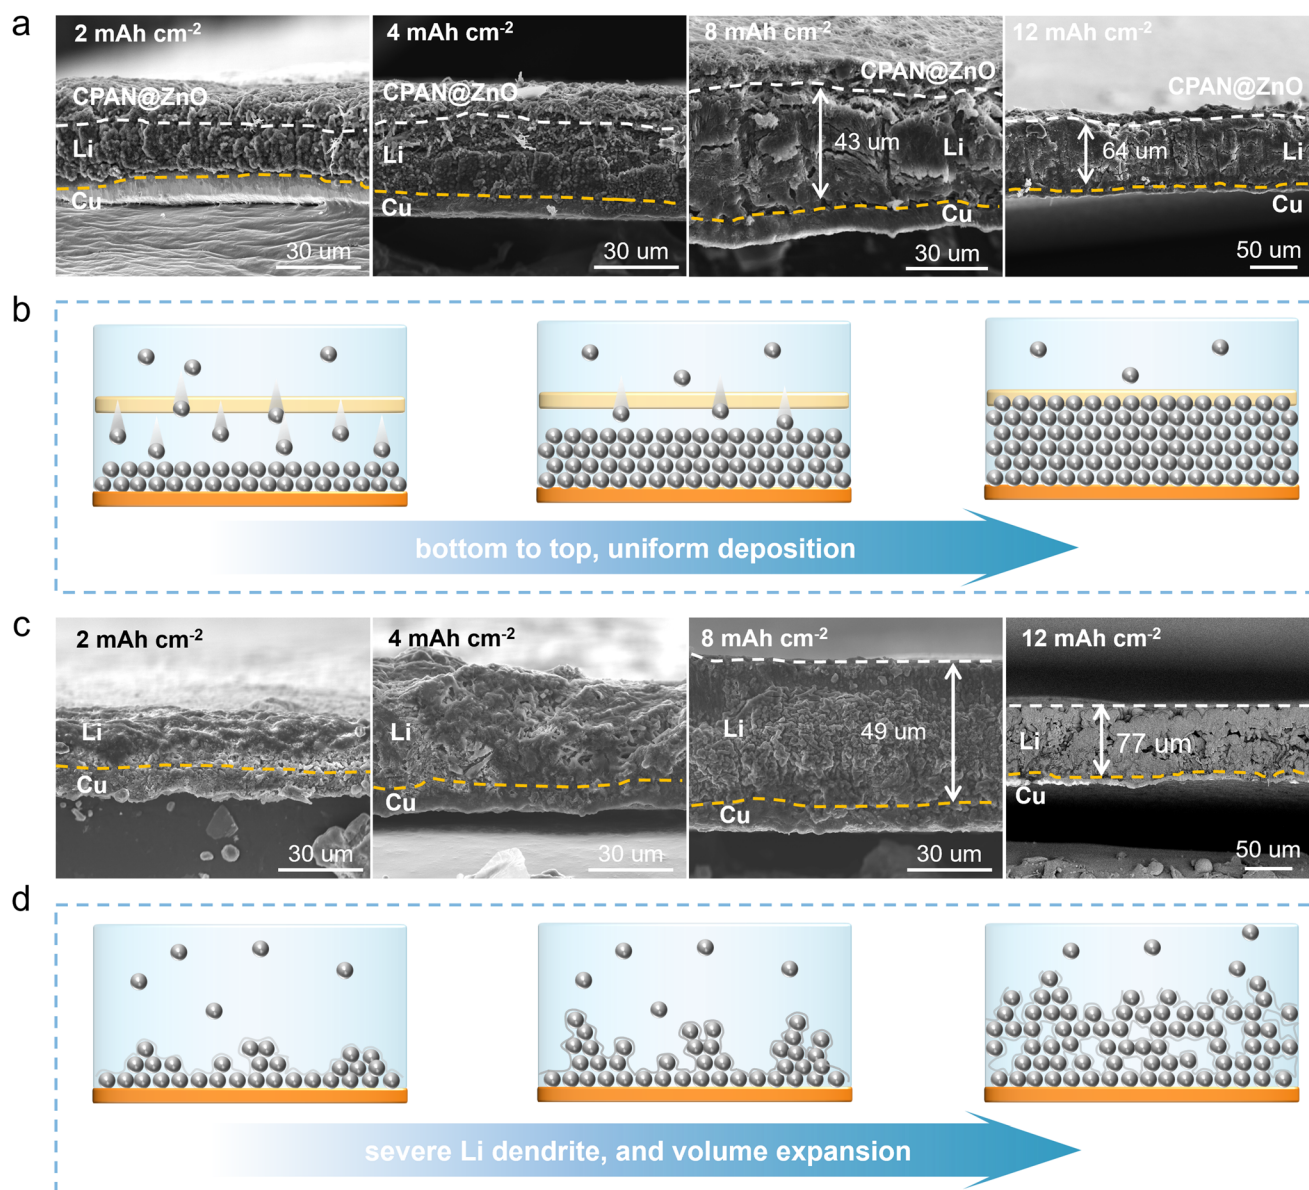 a
2 mAh cm⁻²
CPAN@ZnO
Li
Cu
30 um
4 mAh cm⁻²
CPAN@ZnO
Li
Cu
30 um
8 mAh cm⁻²
CPAN@ZnO
43 um
Li
Cu
30 um
12 mAh cm⁻²
CPAN@ZnO
64 um
Li
Cu
50 um
b
bottom to top, uniform deposition
c
2 mAh cm⁻²
Li
Cu
30 um
4 mAh cm⁻²
Li
Cu
30 um
8 mAh cm⁻²
Li
49 um
Cu
30 um
12 mAh cm⁻²
Li
77 um
Cu
50 um
d
severe Li dendrite, and volume expansion